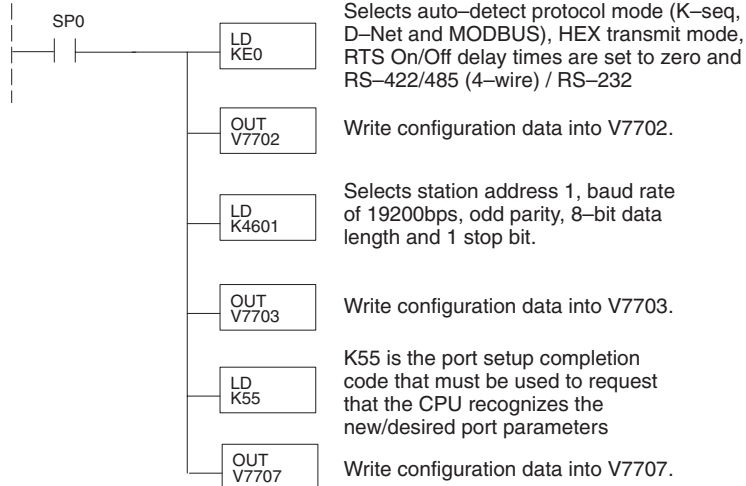 SP0
LD
KE0
Selects auto–detect protocol mode (K–seq,
D–Net and MODBUS), HEX transmit mode,
RTS On/Off delay times are set to zero and
RS–422/485 (4–wire) / RS–232
OUT
V7702
Write configuration data into V7702.
LD
K4601
Selects station address 1, baud rate
of 19200bps, odd parity, 8–bit data
length and 1 stop bit.
OUT
V7703
Write configuration data into V7703.
LD
K55
K55 is the port setup completion
code that must be used to request
that the CPU recognizes the
new/desired port parameters
OUT
V7707
Write configuration data into V7707.